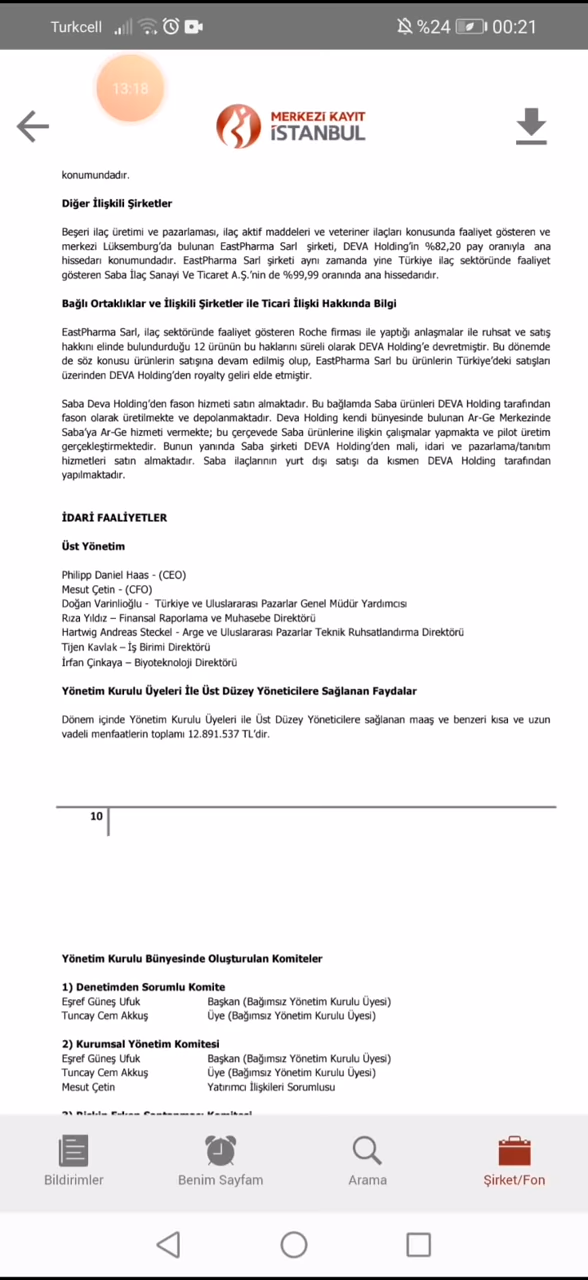 Turkcell %24 00:21
13:18
MERKEZİ KAYIT
İSTANBUL
konumundadır.
Diğer İlişkili Şirketler
Beşeri ilaç üretimi ve pazarlaması, ilaç aktif maddeleri ve veteriner ilaçları konusunda faaliyet gösteren ve
merkezi Lüksemburg'da bulunan EastPharma Sarl şirketi, DEVA Holding'in %82,20 pay oranıyla ana
hissedarı konumundadır. EastPharma Sarl şirketi aynı zamanda yine Türkiye ilaç sektöründe faaliyet
gösteren Saba İlaç Sanayi Ve Ticaret A.Ş.'nin de %99,99 oranında ana hissedarıdır.
Bağlı Ortaklıklar ve İlişkili Şirketler ile Ticari İlişki Hakkında Bilgi
EastPharma Sarl, ilaç sektöründe faaliyet gösteren Roche firması ile yaptığı anlaşmalar ile ruhsat ve satış
hakkını elinde bulundurduğu 12 ürünün bu haklarını süreli olarak DEVA Holding'e devretmiştir. Bu dönemde
de söz konusu ürünlerin satışına devam edilmiş olup, EastPharma Sarl bu ürünlerin Türkiye'deki satışları
üzerinden DEVA Holding'den royalty geliri elde etmiştir.
Saba Deva Holding'den fason hizmeti satın almaktadır. Bu bağlamda Saba ürünleri DEVA Holding tarafından
fason olarak üretilmekte ve depolanmaktadır. Deva Holding kendi bünyesinde bulunan Ar-Ge Merkezinde
Saba'ya Ar-Ge hizmeti vermekte; bu çerçevede Saba ürünlerine ilişkin çalışmalar yapmakta ve pilot üretim
gerçekleştirmektedir. Bunun yanında Saba şirketi DEVA Holding'den mali, idari ve pazarlama/tanıtım
hizmetleri satın almaktadır. Saba ilaçlarının yurt dışı satışı da kısmen DEVA Holding tarafından
yapılmaktadır.
İDARİ FAALİYETLER
Üst Yönetim
Philipp Daniel Haas - (CEO)
Mesut Çetin - (CFO)
Doğan Varinlioğlu - Türkiye ve Uluslararası Pazarlar Genel Müdür Yardımcısı
Rıza Yıldız – Finansal Raporlama ve Muhasebe Direktörü
Hartwig Andreas Steckel - Arge ve Uluslararası Pazarlar Teknik Ruhsatlandırma Direktörü
Tijen Kavlak – İş Birimi Direktörü
İrfan Çinkaya – Biyoteknoloji Direktörü
Yönetim Kurulu Üyeleri İle Üst Düzey Yöneticilere Sağlanan Faydalar
Dönem içinde Yönetim Kurulu Üyeleri ile Üst Düzey Yöneticilere sağlanan maaş ve benzeri kısa ve uzun
vadeli menfaatlerin toplamı 12.891.537 TL'dir.
10
Yönetim Kurulu Bünyesinde Oluşturulan Komiteler
1) Denetimden Sorumlu Komite
Eşref Güneş Ufuk Başkan (Bağımsız Yönetim Kurulu Üyesi)
Tuncay Cem Akkuş Üye (Bağımsız Yönetim Kurulu Üyesi)
2) Kurumsal Yönetim Komitesi
Eşref Güneş Ufuk Başkan (Bağımsız Yönetim Kurulu Üyesi)
Tuncay Cem Akkuş Üye (Bağımsız Yönetim Kurulu Üyesi)
Mesut Çetin Yatırımcı İlişkileri Sorumlusu
Bildirimler Benim Sayfam Arama Şirket/Fon